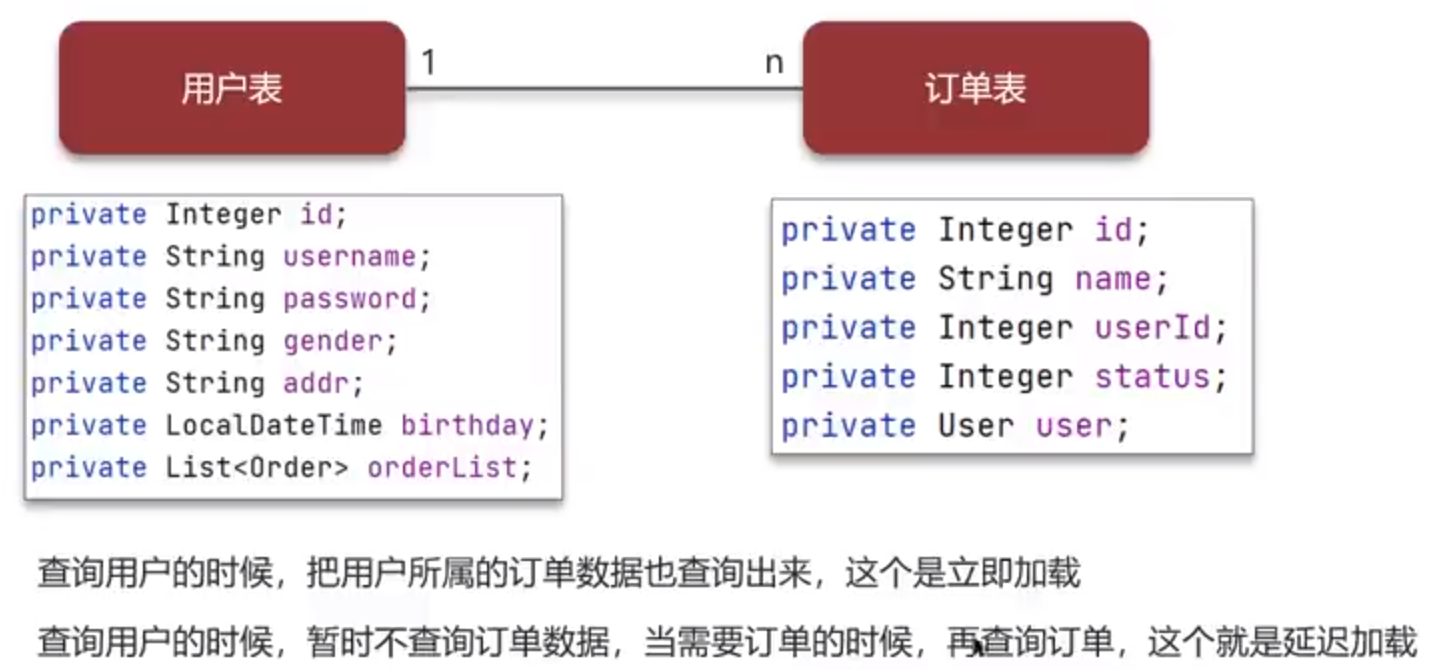 用户表
1
n
订单表
private Integer id;
private String username;
private String password;
private String gender;
private String addr;
private LocalDateTime birthday;
private List<Order> orderList;
private Integer id;
private String name;
private Integer userId;
private Integer status;
private User user;
查询用户的时候，把用户所属的订单数据也查询出来，这个是立即加载
查询用户的时候，暂时不查询订单数据，当需要订单的时候，再查询订单，这个就是延迟加载